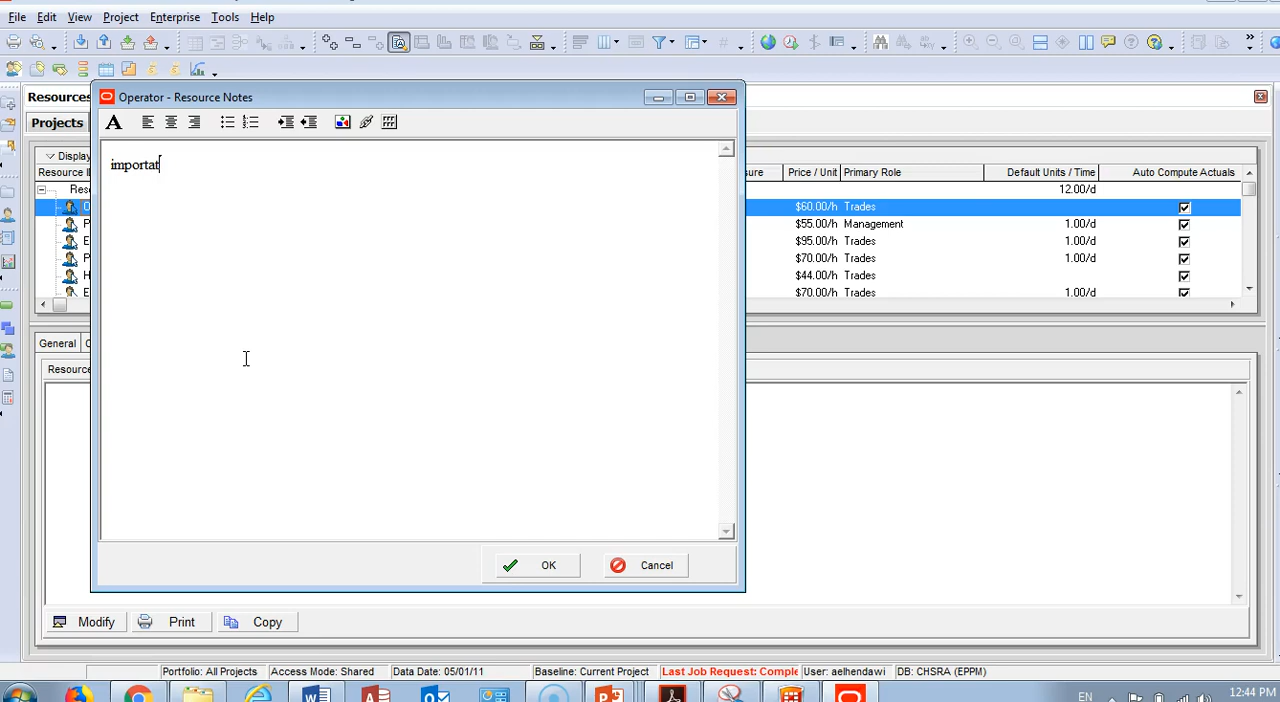 File Edit View Project Enterprise Tools Help
Resources
Projects
Operator - Resource Notes
importat
OK Cancel
Display
Resource Price / Unit Primary Role Default Units / Time Auto Compute Actuals
12.00/d
$60.00/h Trades
$55.00/h Management 1.00/d
$95.00/h Trades 1.00/d
$70.00/h Trades 1.00/d
$44.00/h Trades
$70.00/h Trades 1.00/d
General
Resource
Modify Print Copy
Portfolio: All Projects Access Mode: Shared Data Date: 05/01/11 Baseline: Current Project Last Job Request: Comple User: aelhendawi DB: CHSRA (EPPM)
EN 12:44 PM